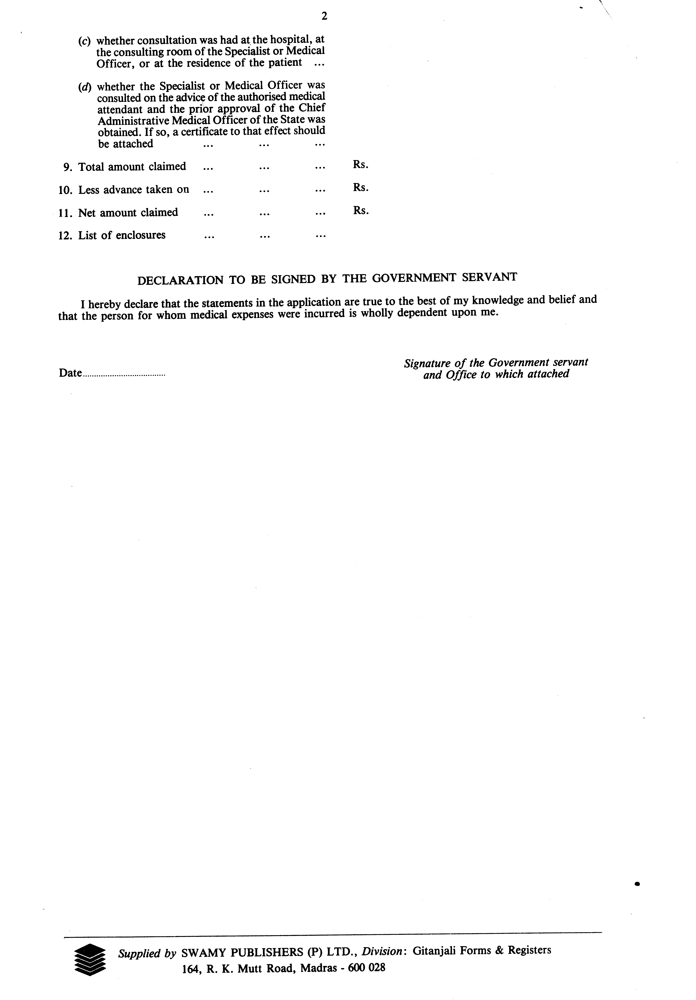 2
(c) whether consultation was had at the hospital, at
the consulting room of the Specialist or Medical
Officer, or at the residence of the patient ...
(d) whether the Specialist or Medical Officer was
consulted on the advice of the authorised medical
attendant and the prior approval of the Chief
Administrative Medical Officer of the State was
obtained. If so, a certificate to that effect should
be attached ... ... ...
9. Total amount claimed ... ... ... Rs.
10. Less advance taken on ... ... ... Rs.
11. Net amount claimed ... ... ... Rs.
12. List of enclosures ... ... ...
DECLARATION TO BE SIGNED BY THE GOVERNMENT SERVANT
I hereby declare that the statements in the application are true to the best of my knowledge and belief and
that the person for whom medical expenses were incurred is wholly dependent upon me.
Signature of the Government servant
Date..................................... and Office to which attached
Supplied by SWAMY PUBLISHERS (P) LTD., Division: Gitanjali Forms & Registers
164, R. K. Mutt Road, Madras - 600 028